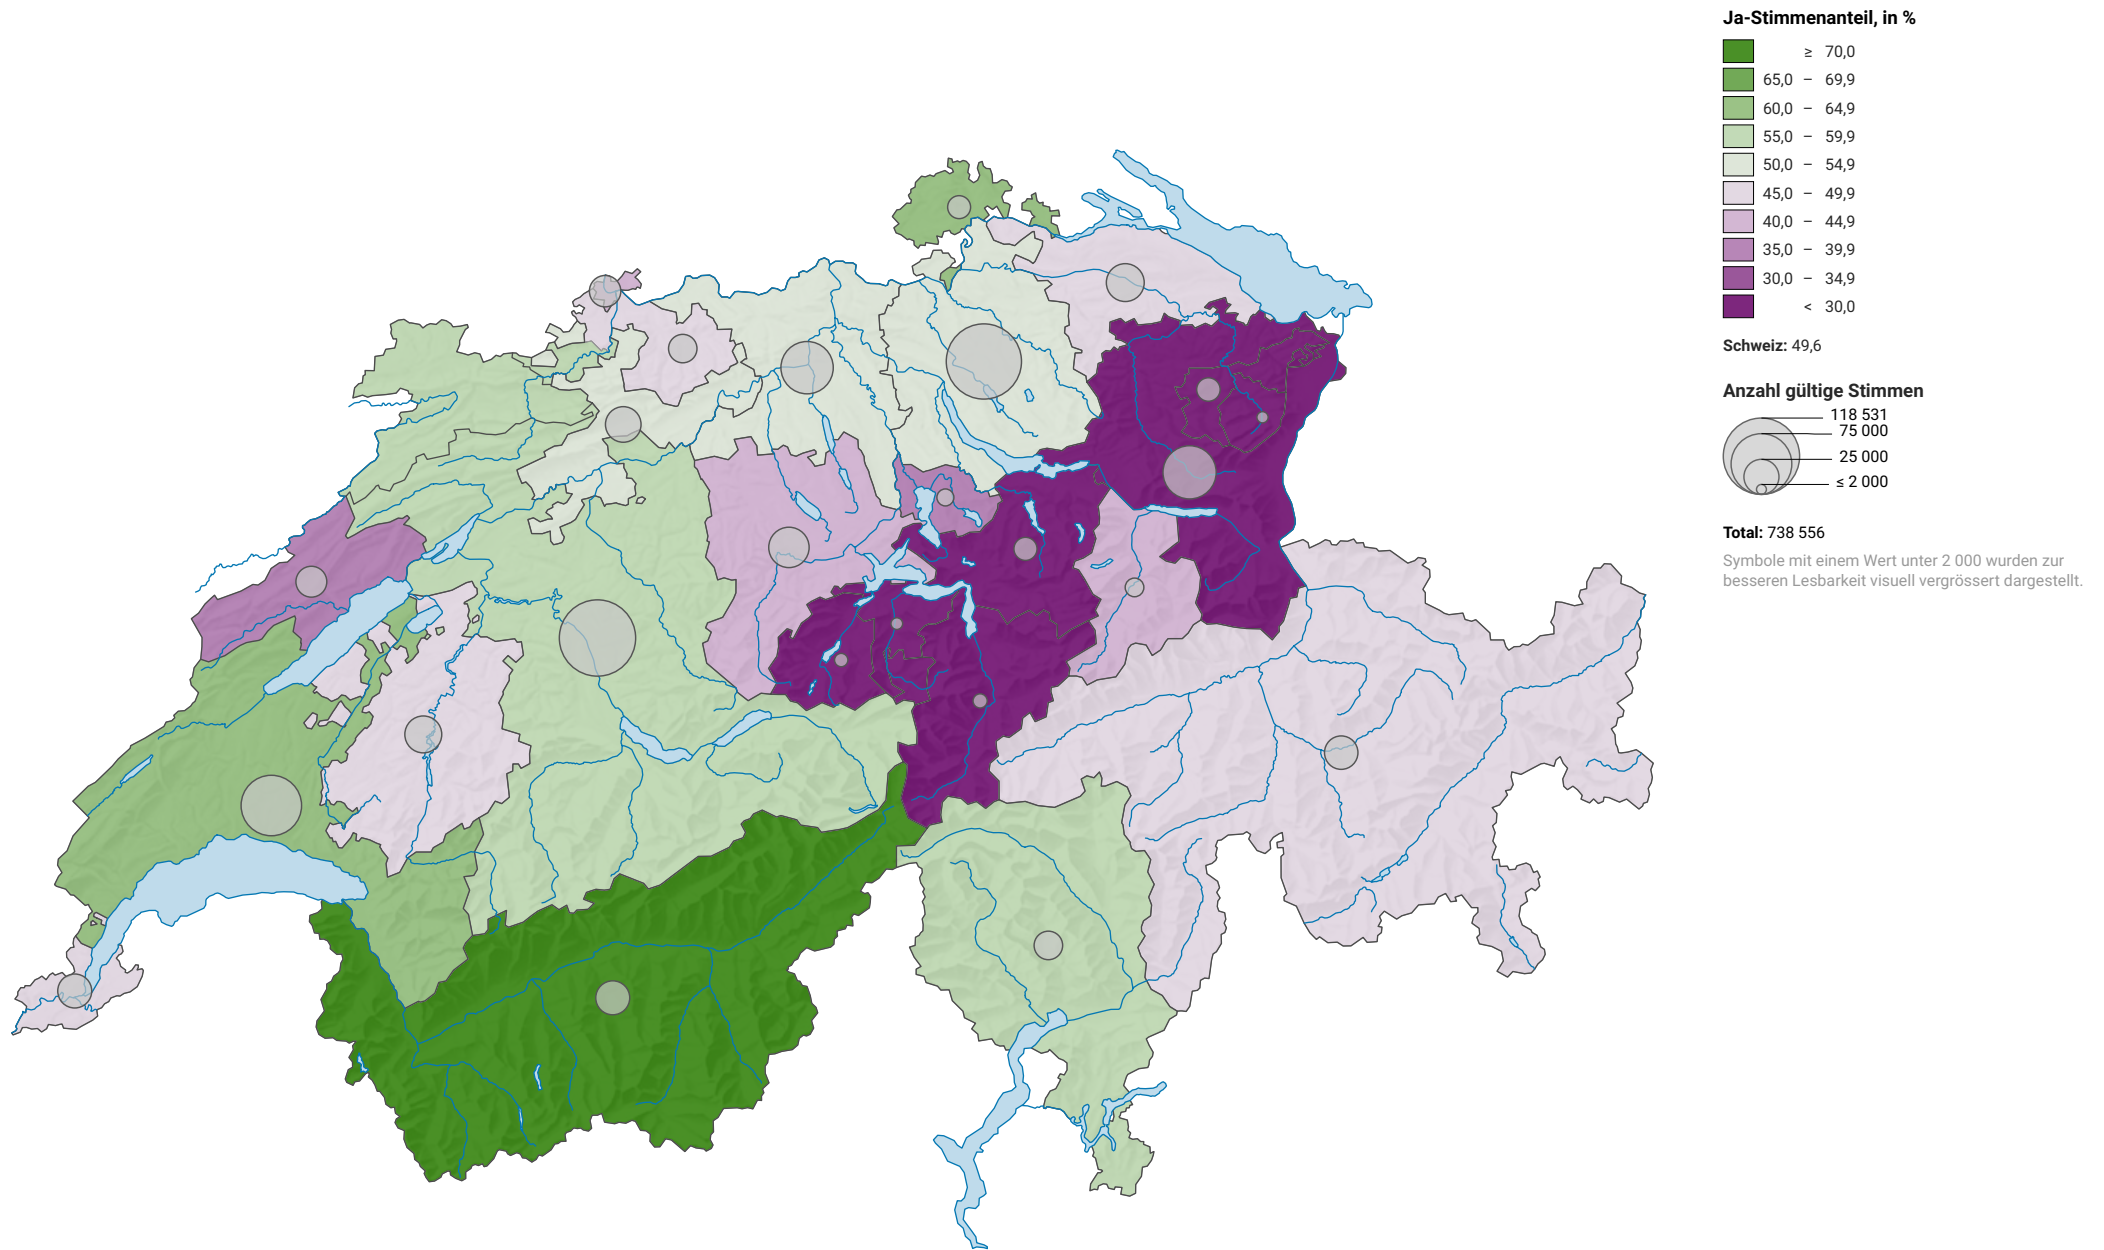 Ja-Stimmenanteil, in %
≥ 70,0
65,0 – 69,9
60,0 – 64,9
55,0 – 59,9
50,0 – 54,9
45,0 – 49,9
40,0 – 44,9
35,0 – 39,9
30,0 – 34,9
< 30,0
Schweiz: 49,6
Anzahl gültige Stimmen
118 531
75 000
25 000
≤ 2 000
Total: 738 556
Symbole mit einem Wert unter 2 000 wurden zur
besseren Lesbarkeit visuell vergrössert dargestellt.